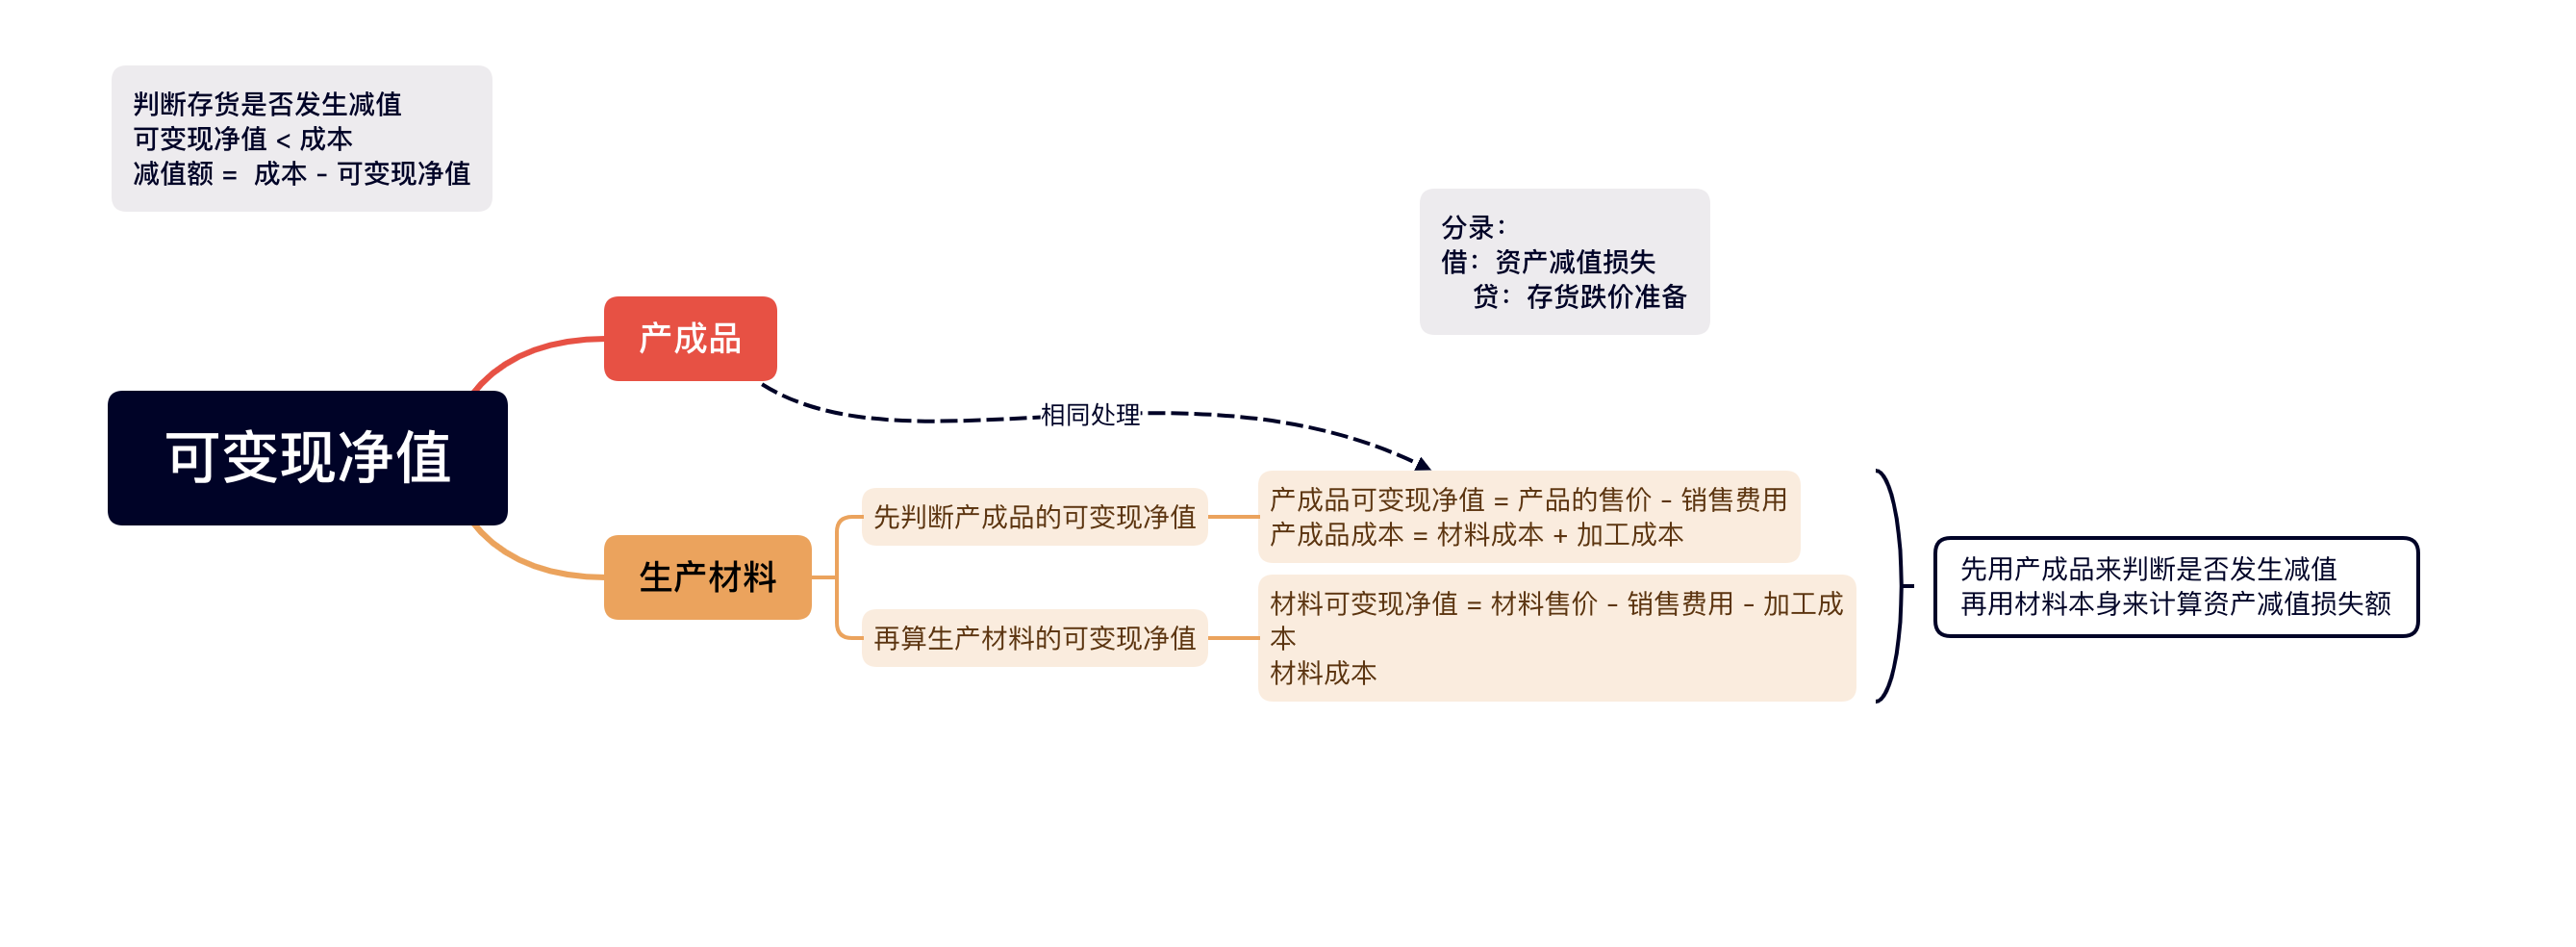 判断存货是否发生减值
可变现净值 < 成本
减值额 = 成本 - 可变现净值
分录：
借：资产减值损失
贷：存货跌价准备
产成品
相同处理
可变现净值
先判断产成品的可变现净值
产成品可变现净值 = 产品的售价 - 销售费用
产成品成本 = 材料成本 + 加工成本
生产材料
再算生产材料的可变现净值
材料可变现净值 = 材料售价 - 销售费用 - 加工成
本
材料成本
先用产成品来判断是否发生减值
再用材料本身来计算资产减值损失额